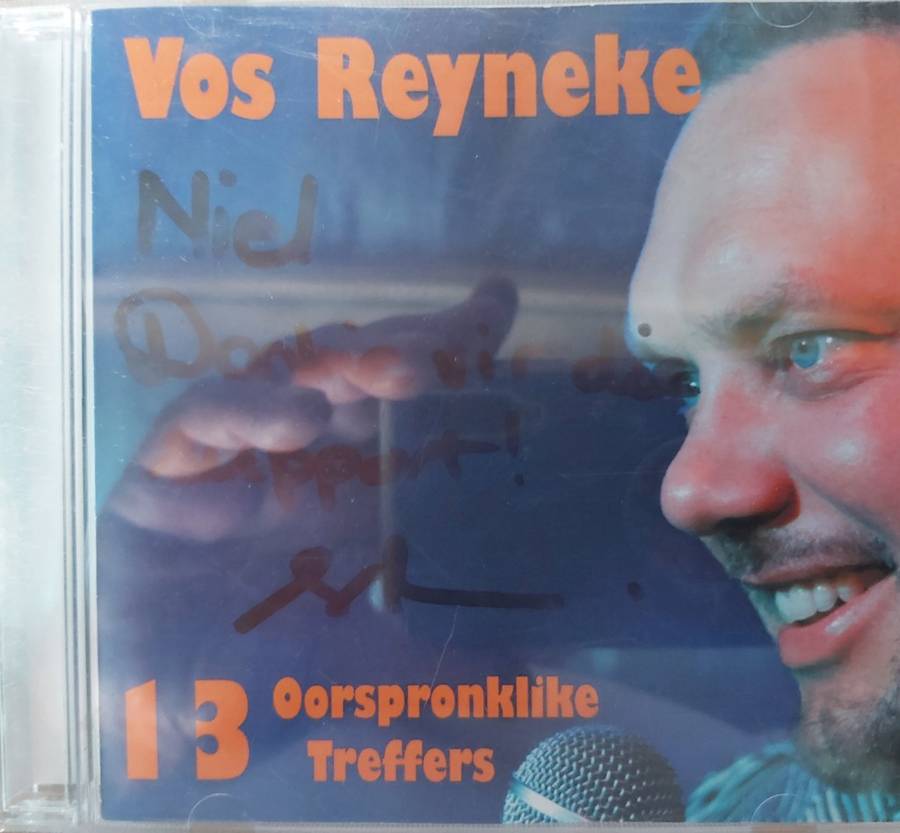 Vos Reyneke
Niel
Dankie vir die
support!
13 Oorspronklike
Treffers